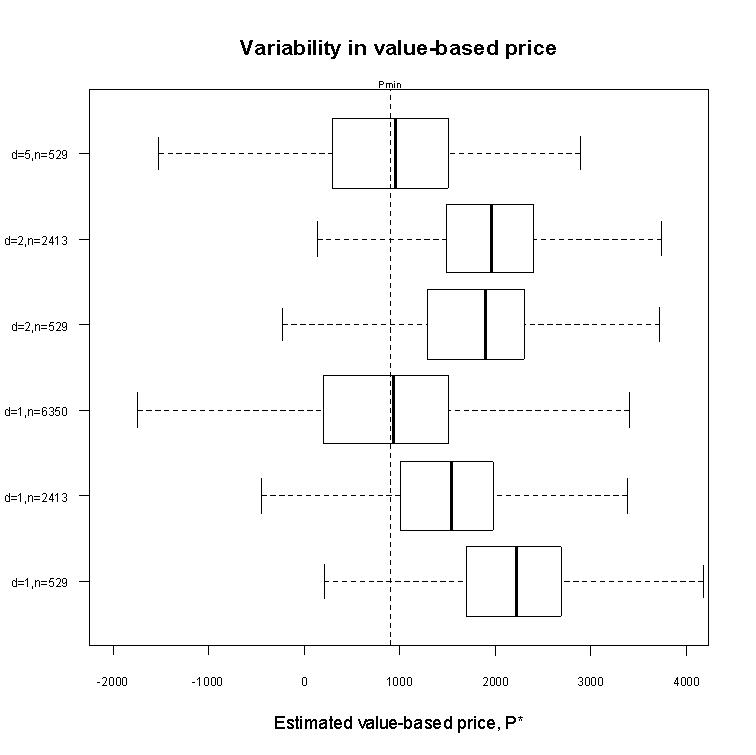 Variability in value-based price
Pmin
d=5,n=529
d=2,n=2413
d=2,n=529
d=1,n=6350
d=1,n=2413
d=1,n=529
-2000 -1000 0 1000 2000 3000 4000
Estimated value-based price, P*